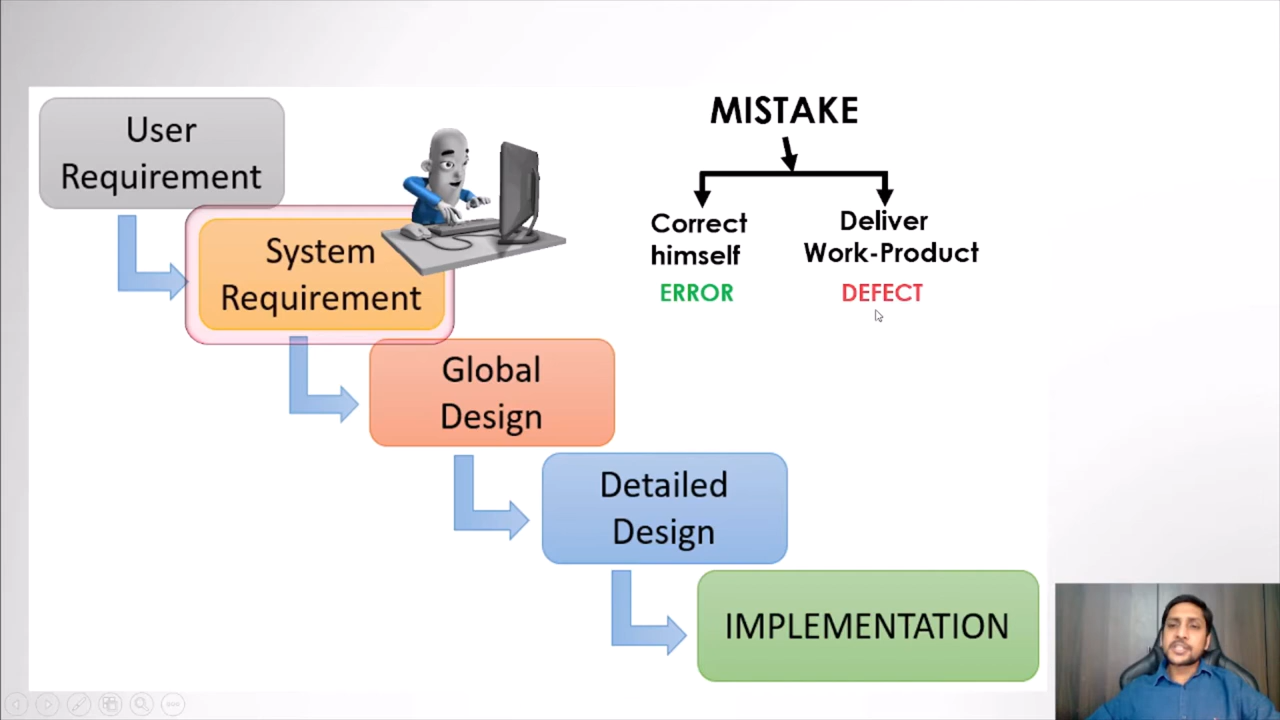 User
Requirement
System
Requirement
Global
Design
Detailed
Design
IMPLEMENTATION
MISTAKE
Correct
himself
ERROR
Deliver
Work-Product
DEFECT